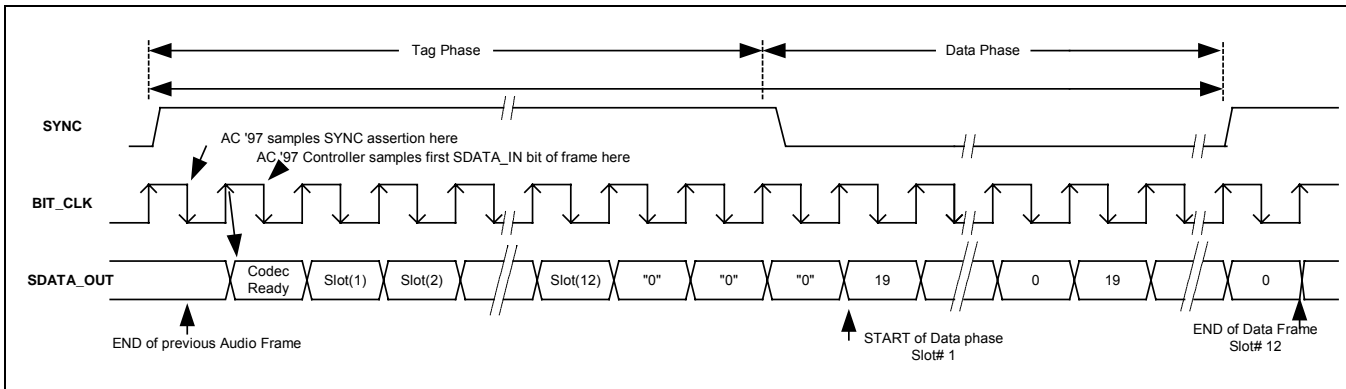 Tag Phase
Data Phase
SYNC
AC '97 samples SYNC assertion here
AC '97 Controller samples first SDATA_IN bit of frame here
BIT_CLK
SDATA_OUT
Codec
Ready
Slot(1)
Slot(2)
Slot(12)
"0"
"0"
"0"
19
0
19
0
END of previous Audio Frame
START of Data phase
Slot# 1
END of Data Frame
Slot# 12